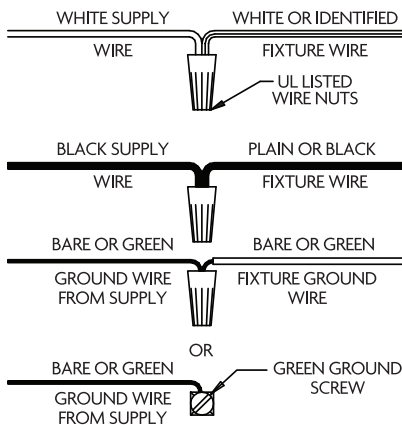 WHITE SUPPLY
WIRE
WHITE OR IDENTIFIED
FIXTURE WIRE
UL LISTED
WIRE NUTS
BLACK SUPPLY
WIRE
PLAIN OR BLACK
FIXTURE WIRE
BARE OR GREEN
GROUND WIRE
FROM SUPPLY
BARE OR GREEN
FIXTURE GROUND
WIRE
OR
BARE OR GREEN
GROUND WIRE
FROM SUPPLY
GREEN GROUND
SCREW